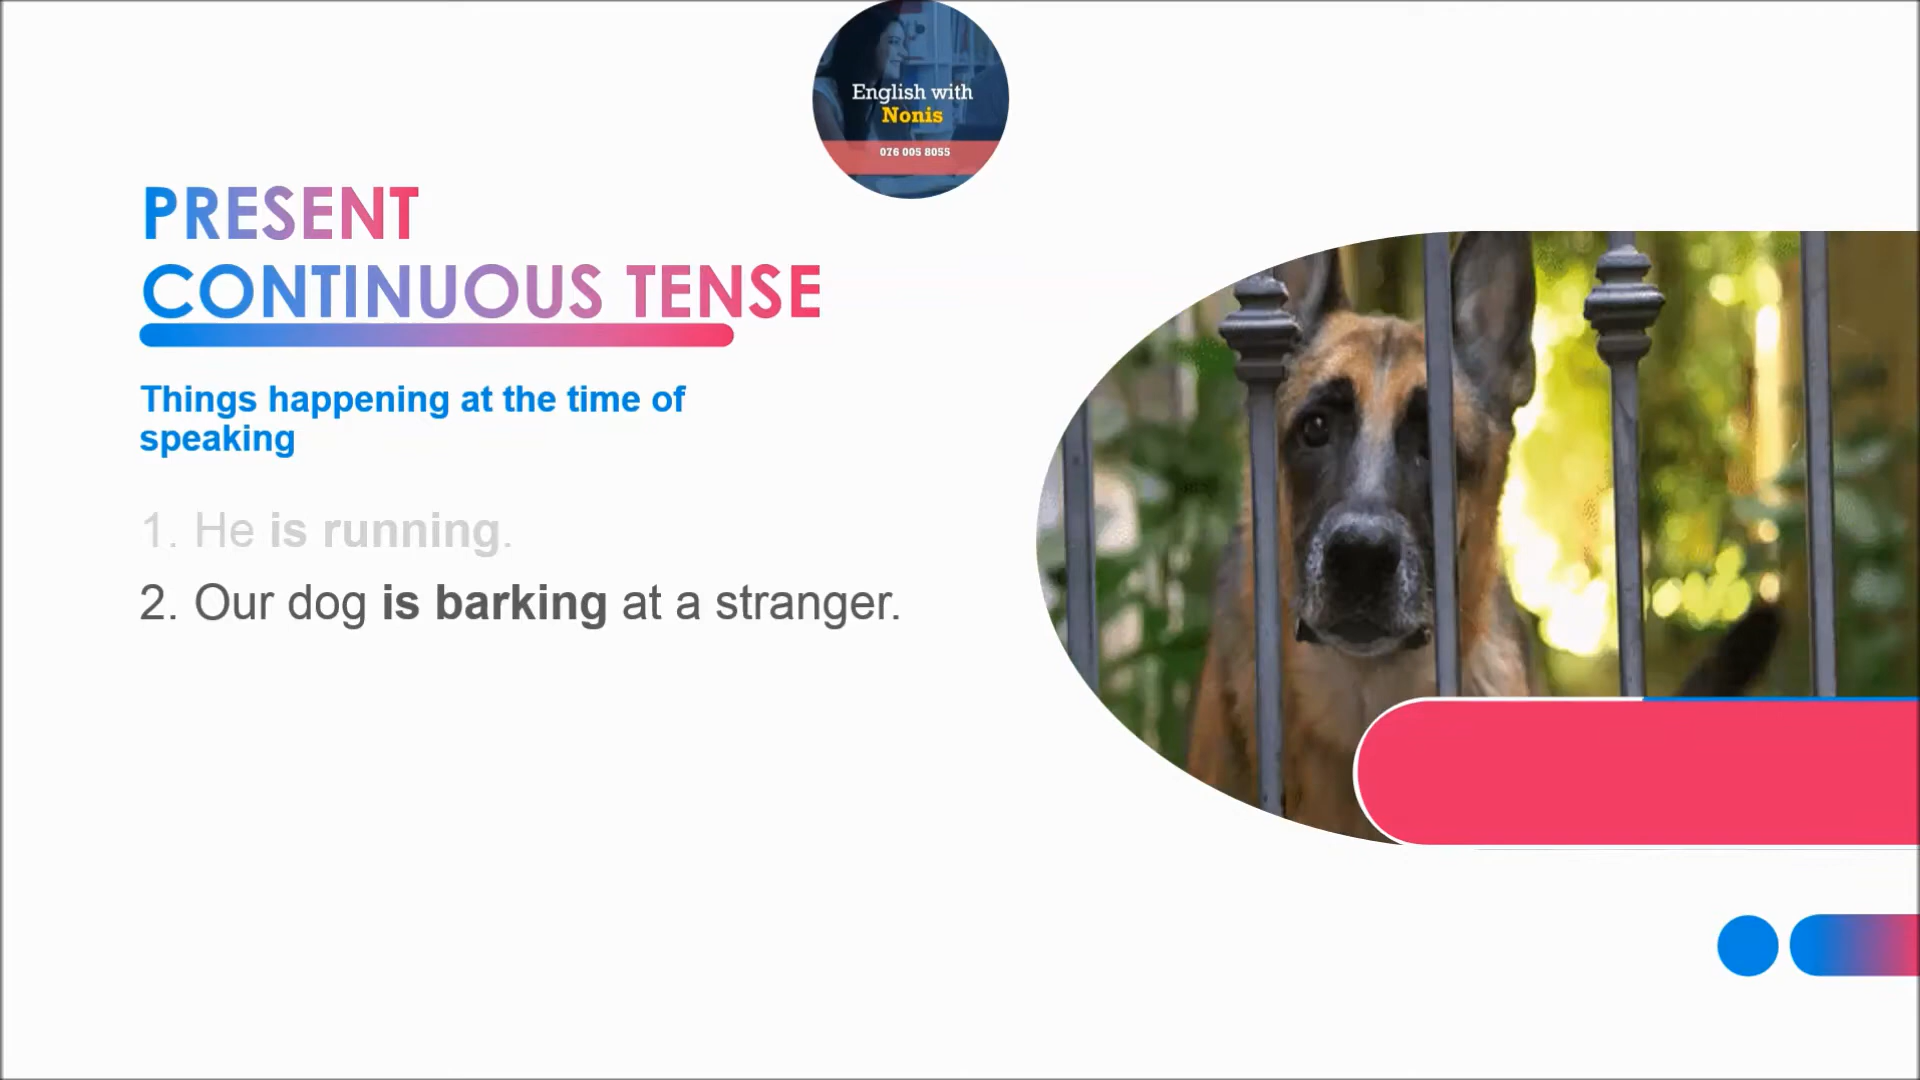 English with
Nonis
076 005 8055
PRESENT
CONTINUOUS TENSE
Things happening at the time of
speaking
1. He is running.
2. Our dog is barking at a stranger.